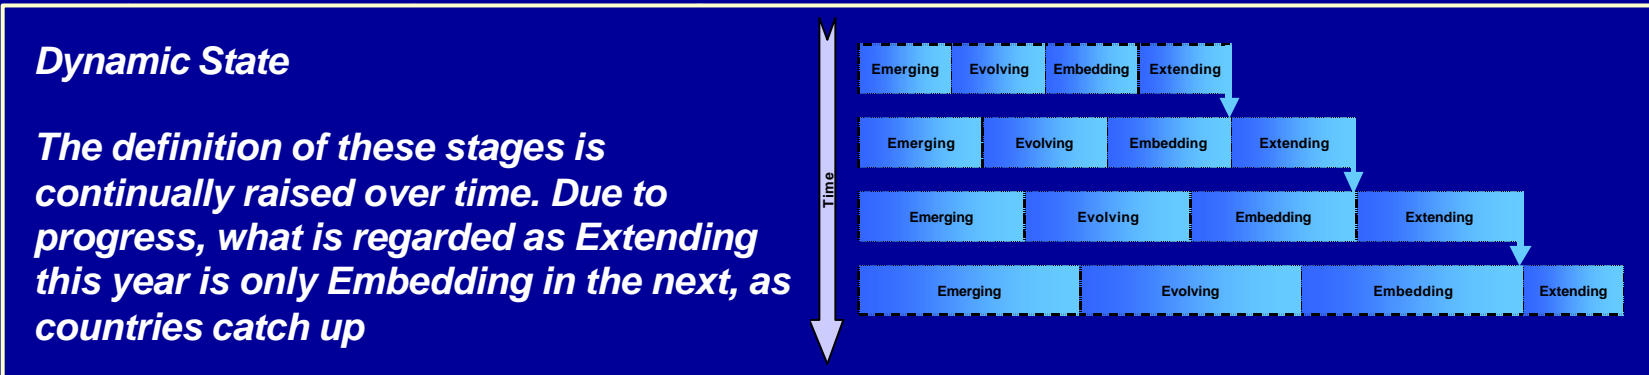 Dynamic State
The definition of these stages is
continually raised over time. Due to
progress, what is regarded as Extending
this year is only Embedding in the next, as
countries catch up
Time
Emerging Evolving Embedding Extending
Emerging Evolving Embedding Extending
Emerging Evolving Embedding Extending
Emerging Evolving Embedding Extending